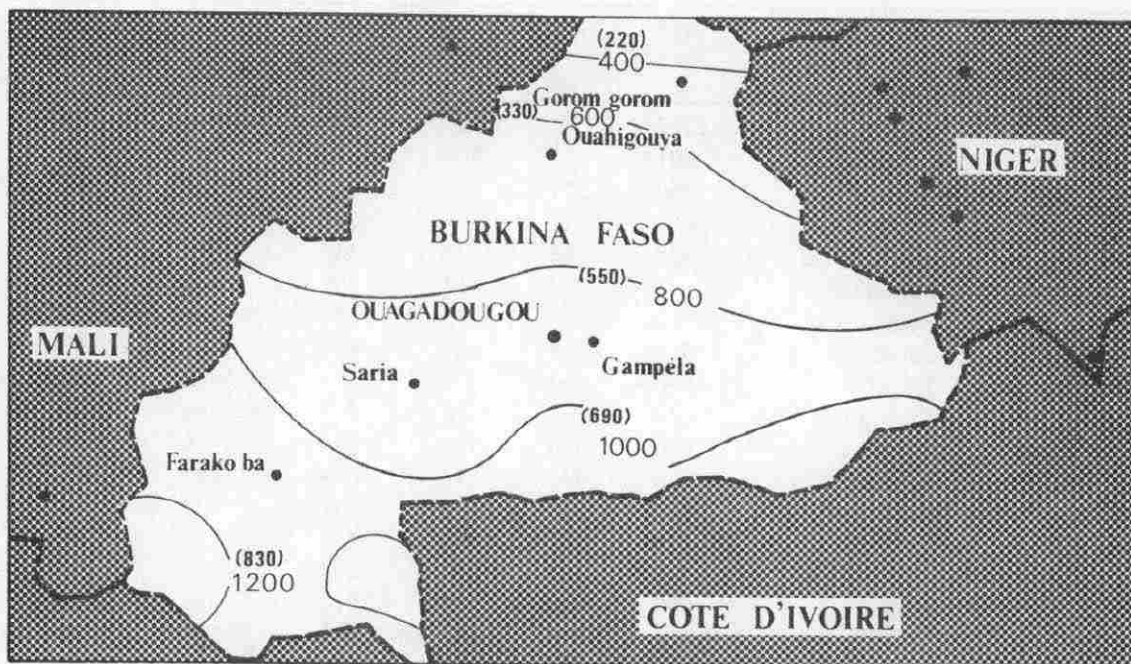 (220)
400
Gorom gorom
(330) 600
Ouahigouya
NIGER
BURKINA FASO
(550)
800
OUAGADOUGOU
MALI
Saria
Gampéla
(690)
1000
Farako ba
(830)
1200
COTE D'IVOIRE